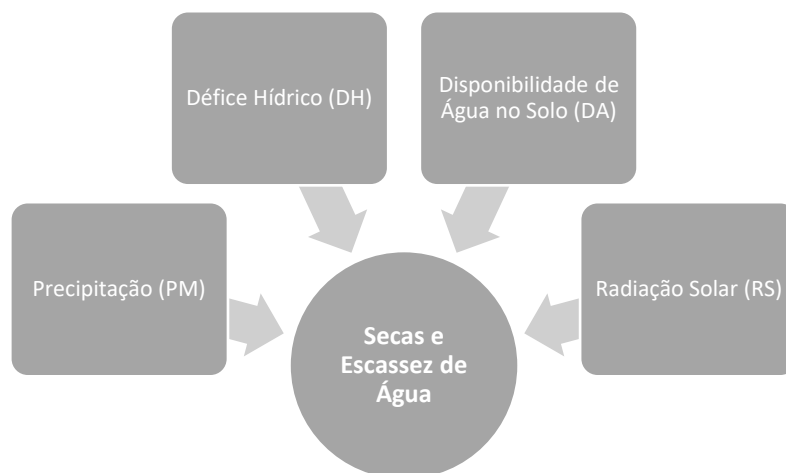 Défice Hídrico (DH)
Disponibilidade de
Água no Solo (DA)
Precipitação (PM)
Radiação Solar (RS)
Secas e
Escassez de
Água